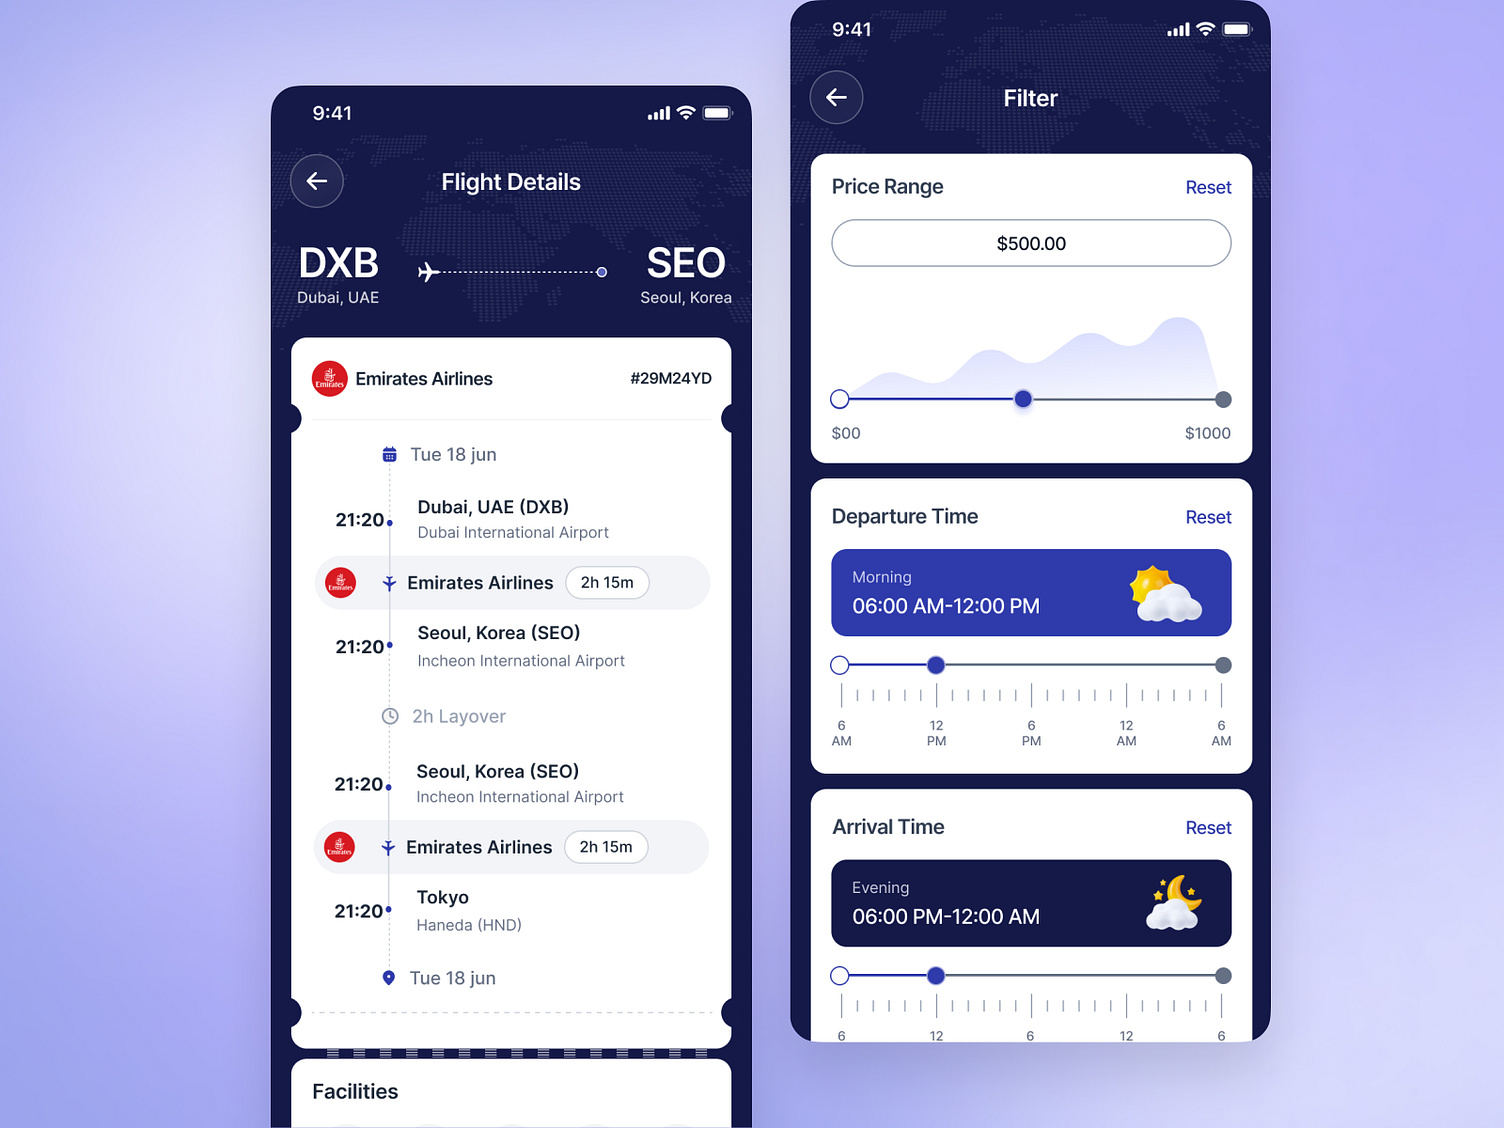 9:41
Flight Details
DXB
Dubai, UAE
SEO
Seoul, Korea
Emirates
Emirates Airlines
#29M24YD
Tue 18 jun
21:20
Dubai, UAE (DXB)
Dubai International Airport
Emirates
Emirates Airlines
2h 15m
21:20
Seoul, Korea (SEO)
Incheon International Airport
2h Layover
21:20
Seoul, Korea (SEO)
Incheon International Airport
Emirates
Emirates Airlines
2h 15m
21:20
Tokyo
Haneda (HND)
Tue 18 jun
Facilities
9:41
Filter
Price Range
Reset
$500.00
$00
$1000
Departure Time
Reset
Morning
06:00 AM-12:00 PM
6 12 6 12 6
AM PM PM AM AM
Arrival Time
Reset
Evening
06:00 PM-12:00 AM
6 12 6 12 6